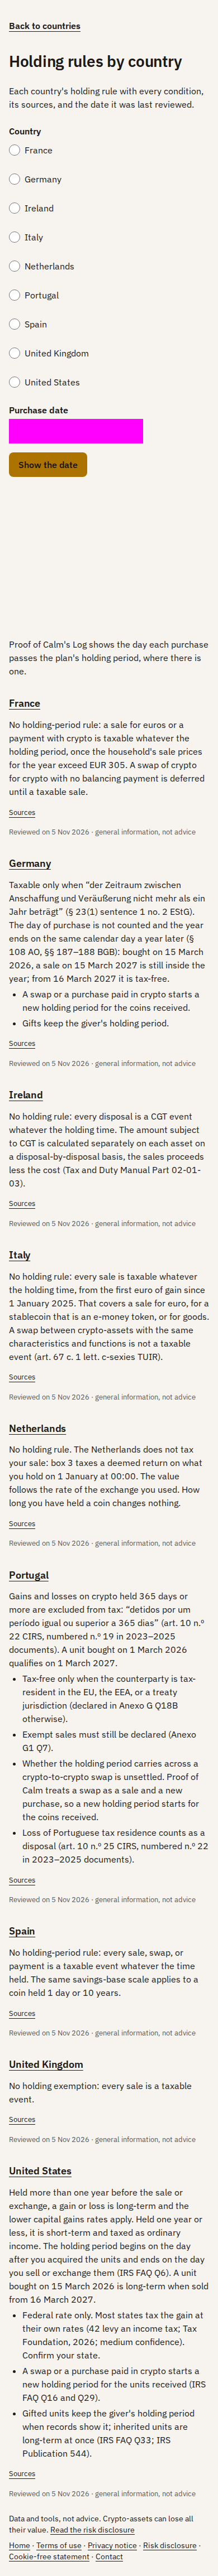 Back to countries
Holding rules by country
Each country's holding rule with every condition,
its sources, and the date it was last reviewed.
Country
France
Germany
Ireland
Italy
Netherlands
Portugal
Spain
United Kingdom
United States
Purchase date
Show the date
Proof of Calm's Log shows the day each purchase
passes the plan's holding period, where there is
one.
France
No holding-period rule: a sale for euros or a
payment with crypto is taxable whatever the
holding period, once the household's sale prices
for the year exceed EUR 305. A swap of crypto
for crypto with no balancing payment is deferred
until a taxable sale.
Sources
Reviewed on 5 Nov 2026 · general information, not advice
Germany
Taxable only when “der Zeitraum zwischen
Anschaffung und Veräußerung nicht mehr als ein
Jahr beträgt” (§ 23(1) sentence 1 no. 2 EStG).
The day of purchase is not counted and the year
ends on the same calendar day a year later (§
108 AO, §§ 187–188 BGB): bought on 15 March
2026, a sale on 15 March 2027 is still inside the
year; from 16 March 2027 it is tax-free.
• A swap or a purchase paid in crypto starts a
new holding period for the coins received.
• Gifts keep the giver's holding period.
Sources
Reviewed on 5 Nov 2026 · general information, not advice
Ireland
No holding rule: every disposal is a CGT event
whatever the holding time. The amount subject
to CGT is calculated separately on each asset on
a disposal-by-disposal basis, the sales proceeds
less the cost (Tax and Duty Manual Part 02-01-
03).
Sources
Reviewed on 5 Nov 2026 · general information, not advice
Italy
No holding rule: every sale is taxable whatever
the holding time, from the first euro of gain since
1 January 2025. That covers a sale for euro, for a
stablecoin that is an e-money token, or for goods.
A swap between crypto-assets with the same
characteristics and functions is not a taxable
event (art. 67 c. 1 lett. c-sexies TUIR).
Sources
Reviewed on 5 Nov 2026 · general information, not advice
Netherlands
No holding rule. The Netherlands does not tax
your sale: box 3 taxes a deemed return on what
you hold on 1 January at 00:00. The value
follows the rate of the exchange you used. How
long you have held a coin changes nothing.
Sources
Reviewed on 5 Nov 2026 · general information, not advice
Portugal
Gains and losses on crypto held 365 days or
more are excluded from tax: “detidos por um
período igual ou superior a 365 dias” (art. 10 n.º
22 CIRS, numbered n.º 19 in 2023–2025
documents). A unit bought on 1 March 2026
qualifies on 1 March 2027.
• Tax-free only when the counterparty is tax-
resident in the EU, the EEA, or a treaty
jurisdiction (declared in Anexo G Q18B
otherwise).
• Exempt sales must still be declared (Anexo
G1 Q7).
• Whether the holding period carries across a
crypto-to-crypto swap is unsettled. Proof of
Calm treats a swap as a sale and a new
purchase, so a new holding period starts for
the coins received.
• Loss of Portuguese tax residence counts as a
disposal (art. 10 n.º 25 CIRS, numbered n.º 22
in 2023–2025 documents).
Sources
Reviewed on 5 Nov 2026 · general information, not advice
Spain
No holding-period rule: every sale, swap, or
payment is a taxable event whatever the time
held. The same savings-base scale applies to a
coin held 1 day or 10 years.
Sources
Reviewed on 5 Nov 2026 · general information, not advice
United Kingdom
No holding exemption: every sale is a taxable
event.
Sources
Reviewed on 5 Nov 2026 · general information, not advice
United States
Held more than one year before the sale or
exchange, a gain or loss is long-term and the
lower capital gains rates apply. Held one year or
less, it is short-term and taxed as ordinary
income. The holding period begins on the day
after you acquired the units and ends on the day
you sell or exchange them (IRS FAQ Q6). A unit
bought on 15 March 2026 is long-term when sold
from 16 March 2027.
• Federal rate only. Most states tax the gain at
their own rates (42 levy an income tax; Tax
Foundation, 2026; medium confidence).
Confirm your state.
• A swap or a purchase paid in crypto starts a
new holding period for the units received (IRS
FAQ Q16 and Q29).
• Gifted units keep the giver's holding period
when records show it; inherited units are
long-term at once (IRS FAQ Q33; IRS
Publication 544).
Sources
Reviewed on 5 Nov 2026 · general information, not advice
Data and tools, not advice. Crypto-assets can lose all
their value. Read the risk disclosure
Home · Terms of use · Privacy notice · Risk disclosure ·
Cookie-free statement · Contact